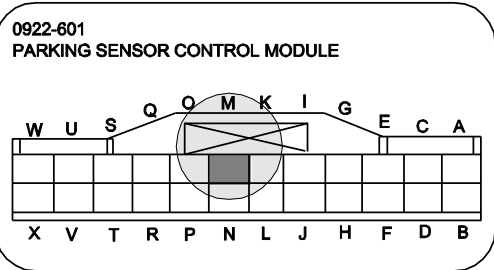 0922-601
PARKING SENSOR CONTROL MODULE
W U S Q O M K I G E C A
X V T R P N L J H F D B